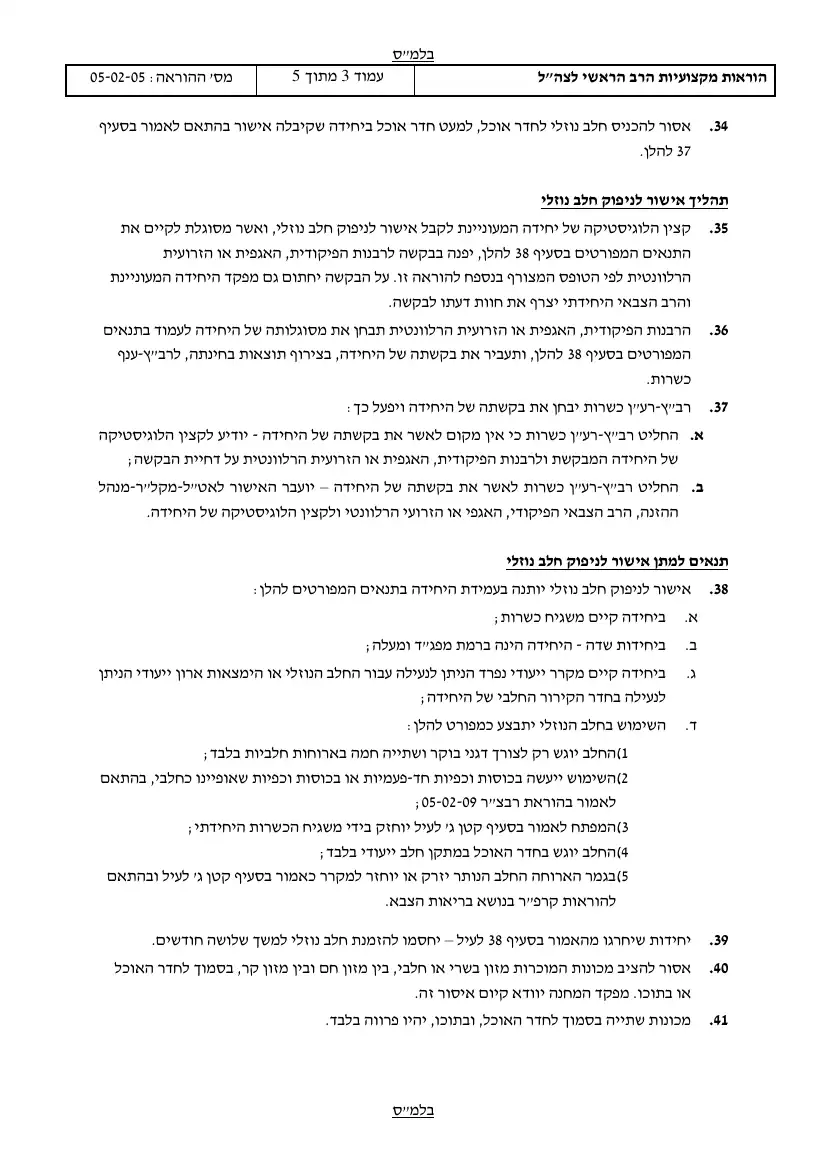 בלמ״ס
הוראות מקצועיות הרב הראשי לצה״ל
עמוד 3 מתוך 5
מס׳ ההוראה: 05-02-05
34. אסור להכניס חלב נוזלי לחדר אוכל, למעט חדר אוכל ביחידה שקיבלה אישור בהתאם לאמור בסעיף
37 להלן.
תהליך אישור לניפוק חלב נוזלי
35. קצין הלוגיסטיקה של יחידה המעוניינת לקבל אישור לניפוק חלב נוזלי, ואשר מסוגלת לקיים את
התנאים המפורטים בסעיף 38 להלן, יפנה בבקשה לרבנות הפיקודית, האגפית או הזרועית
הרלוונטית לפי הטופס המצורף בנספח להוראה זו. על הבקשה יחתום גם מפקד היחידה המעוניינת
והרב הצבאי היחידתי יצרף את חוות דעתו לבקשה.
36. הרבנות הפיקודית, האגפית או הזרועית הרלוונטית תבחן את מסוגלותה של היחידה לעמוד בתנאים
המפורטים בסעיף 38 להלן, ותעביר את בקשתה של היחידה, בצירוף תוצאות בחינתה, לרב״ץ-ענף
כשרות.
37. רב״ץ-רע״ן כשרות יבחן את בקשתה של היחידה ויפעל כך:
א. החליט רב״ץ-רע״ן כשרות כי אין מקום לאשר את בקשתה של היחידה - יודיע לקצין הלוגיסטיקה
של היחידה המבקשת ולרבנות הפיקודית, האגפית או הזרועית הרלוונטית על דחיית הבקשה;
ב. החליט רב״ץ-רע״ן כשרות לאשר את בקשתה של היחידה – יועבר האישור לאט״ל-מקל״ר-מנהל
ההזנה, הרב הצבאי הפיקודי, האגפי או הזרועי הרלוונטי ולקצין הלוגיסטיקה של היחידה.
תנאים למתן אישור לניפוק חלב נוזלי
38. אישור לניפוק חלב נוזלי יותנה בעמידת היחידה בתנאים המפורטים להלן:
א. ביחידה קיים משגיח כשרות;
ב. ביחידות שדה - היחידה הינה ברמת מפג״ד ומעלה;
ג. ביחידה קיים מקרר ייעודי נפרד הניתן לנעילה עבור החלב הנוזלי או הימצאות ארון ייעודי הניתן
לנעילה בחדר הקירור החלבי של היחידה;
ד. השימוש בחלב הנוזלי יתבצע כמפורט להלן:
1)החלב יוגש רק לצורך דגני בוקר ושתייה חמה בארוחות חלביות בלבד;
2)השימוש ייעשה בכוסות וכפיות חד-פעמיות או בכוסות וכפיות שאופיינו כחלבי, בהתאם
לאמור בהוראת רבצ״ר 05-02-09;
3)המפתח לאמור בסעיף קטן ג׳ לעיל יוחזק בידי משגיח הכשרות היחידתי;
4)החלב יוגש בחדר האוכל במתקן חלב ייעודי בלבד;
5)בגמר הארוחה החלב הנותר יזרק או יוחזר למקרר כאמור בסעיף קטן ג׳ לעיל ובהתאם
להוראות קרפ״ר בנושא בריאות הצבא.
39. יחידות שיחרגו מהאמור בסעיף 38 לעיל – יחסמו להזמנת חלב נוזלי למשך שלושה חודשים.
40. אסור להציב מכונות המוכרות מזון בשרי או חלבי, בין מזון חם ובין מזון קר, בסמוך לחדר האוכל
או בתוכו. מפקד המחנה יוודא קיום איסור זה.
41. מכונות שתייה בסמוך לחדר האוכל, ובתוכו, יהיו פרווה בלבד.
בלמ״ס